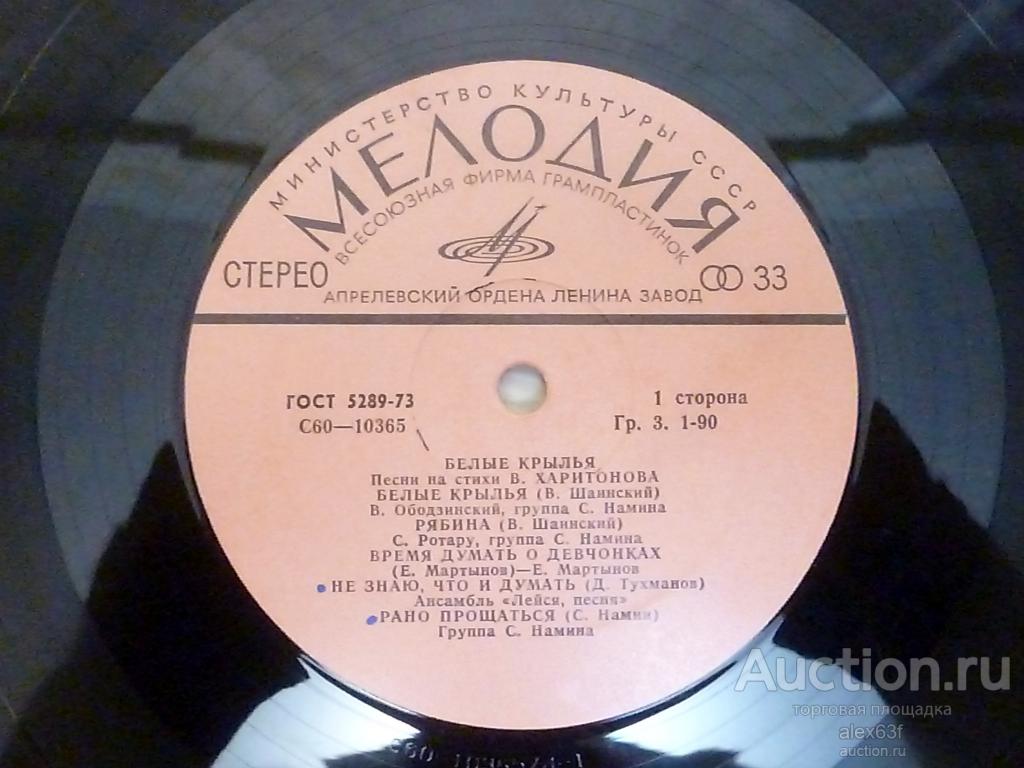 МИНИСТЕРСТВО КУЛЬТУРЫ СССР
МЕЛОДИЯ
ВСЕСОЮЗНАЯ ФИРМА ГРАМПЛАСТИНОК
СТЕРЕО
33
АПРЕЛЕВСКИЙ ОРДЕНА ЛЕНИНА ЗАВОД
ГОСТ 5289-73
1 сторона
С60—10365
Гр. 3. 1-90
БЕЛЫЕ КРЫЛЬЯ
Песни на стихи В. ХАРИТОНОВА
БЕЛЫЕ КРЫЛЬЯ (В. Шаинский)
В. Ободзинский, группа С. Намина
РЯБИНА (В. Шаинский)
С. Ротару, группа С. Намина
ВРЕМЯ ДУМАТЬ О ДЕВЧОНКАХ
(Е. Мартынов)—Е. Мартынов
НЕ ЗНАЮ, ЧТО И ДУМАТЬ (Д. Тухманов)
Ансамбль «Лейся, песня»
РАНО ПРОЩАТЬСЯ (С. Намин)
Группа С. Намина
Auction.ru
торговая площадка
alex63f
auction.ru